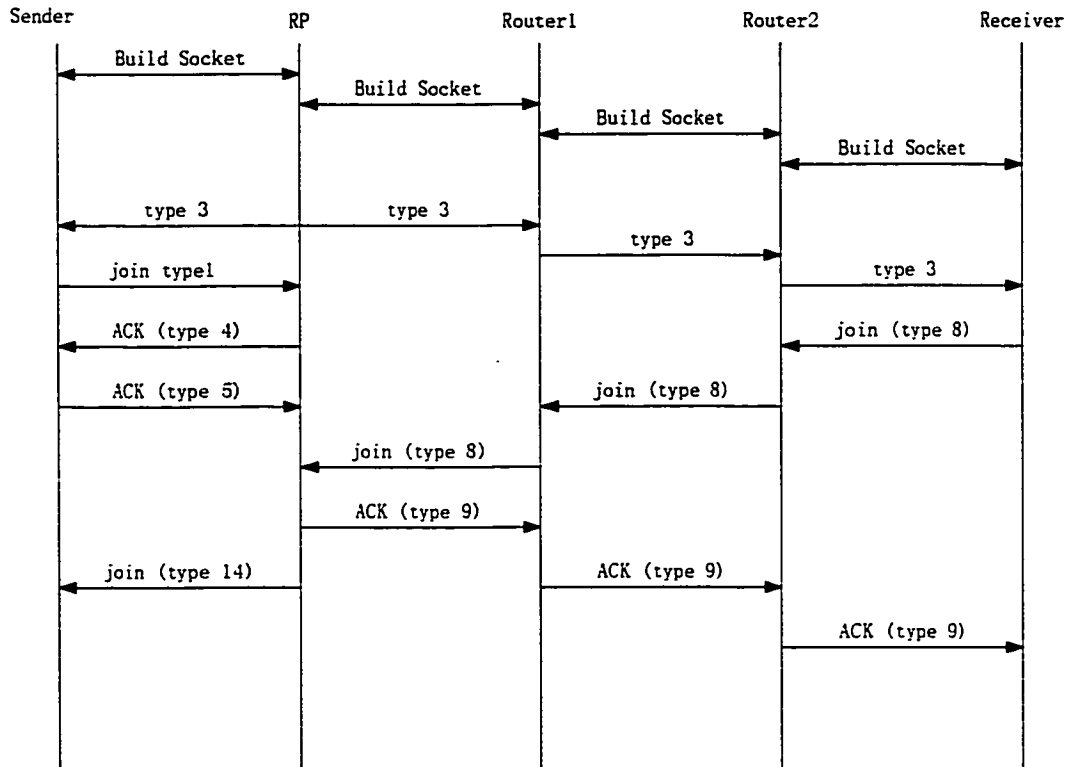 Sender RP Router1 Router2 Receiver
Build Socket
Build Socket
Build Socket
Build Socket
type 3 type 3
type 3
join type1 type 3
ACK (type 4) join (type 8)
ACK (type 5) join (type 8)
join (type 8)
ACK (type 9)
join (type 14) ACK (type 9)
ACK (type 9)